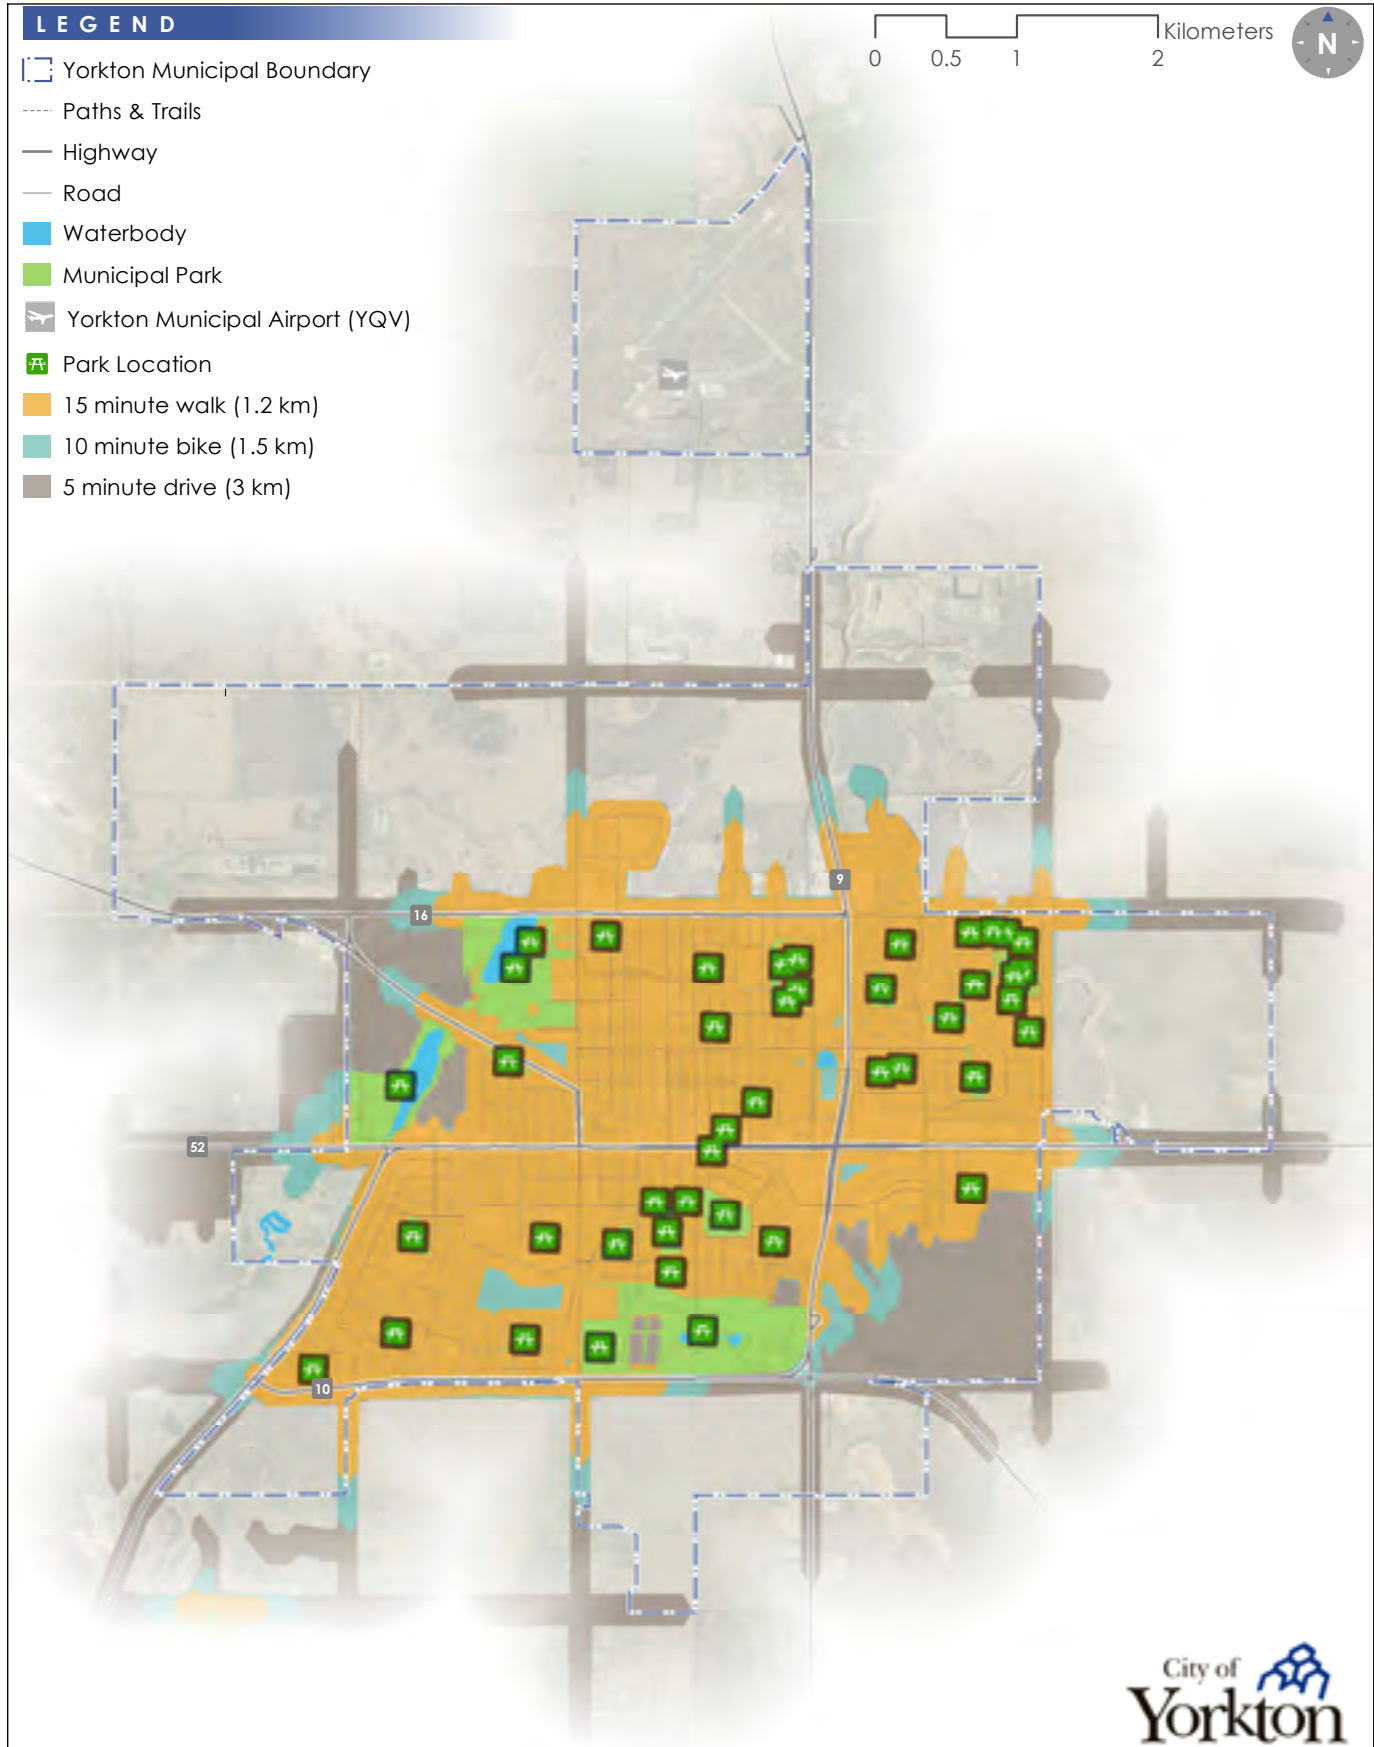 LEGEND
Yorkton Municipal Boundary
Paths & Trails
Highway
Road
Waterbody
Municipal Park
Yorkton Municipal Airport (YQV)
Park Location
15 minute walk (1.2 km)
10 minute bike (1.5 km)
5 minute drive (3 km)
Kilometers
0 0.5 1 2
N
9
16
52
10
City of
Yorkton